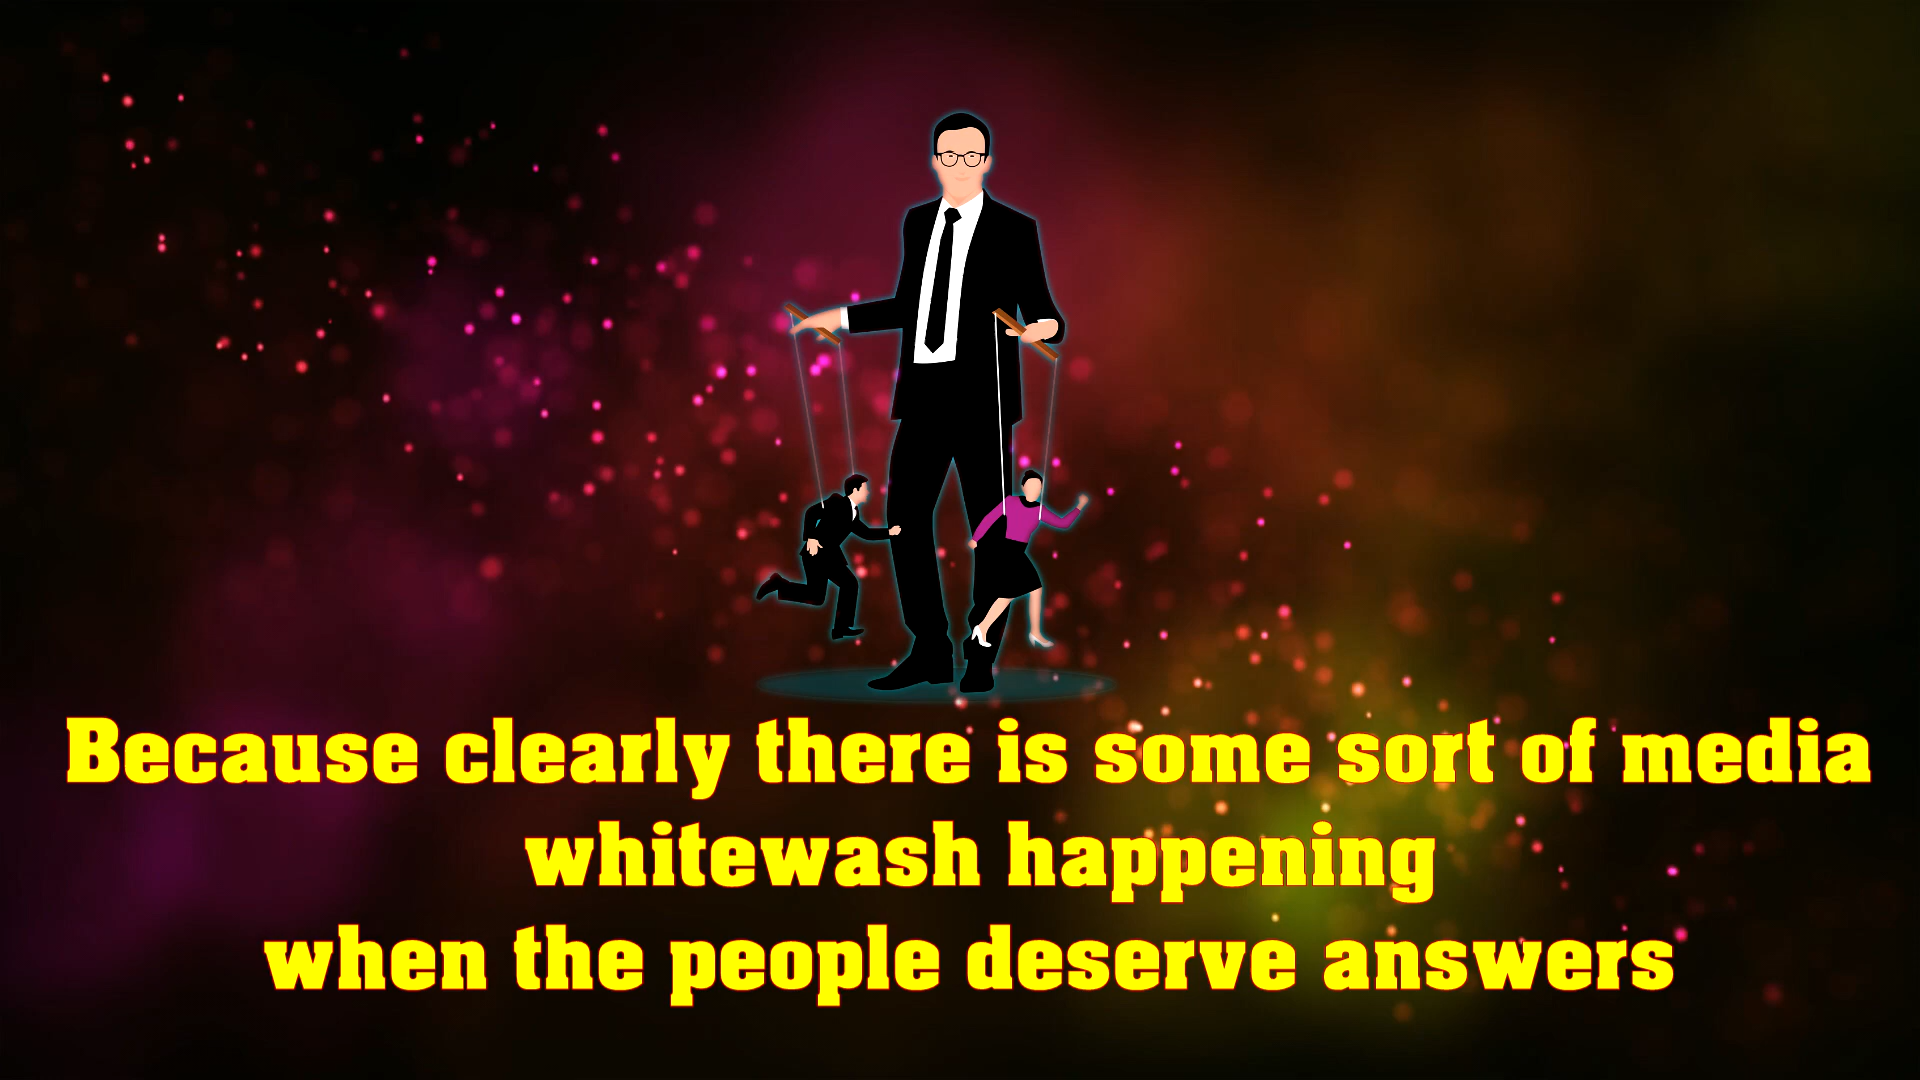 Because clearly there is some sort of media
whitewash happening
when the people deserve answers